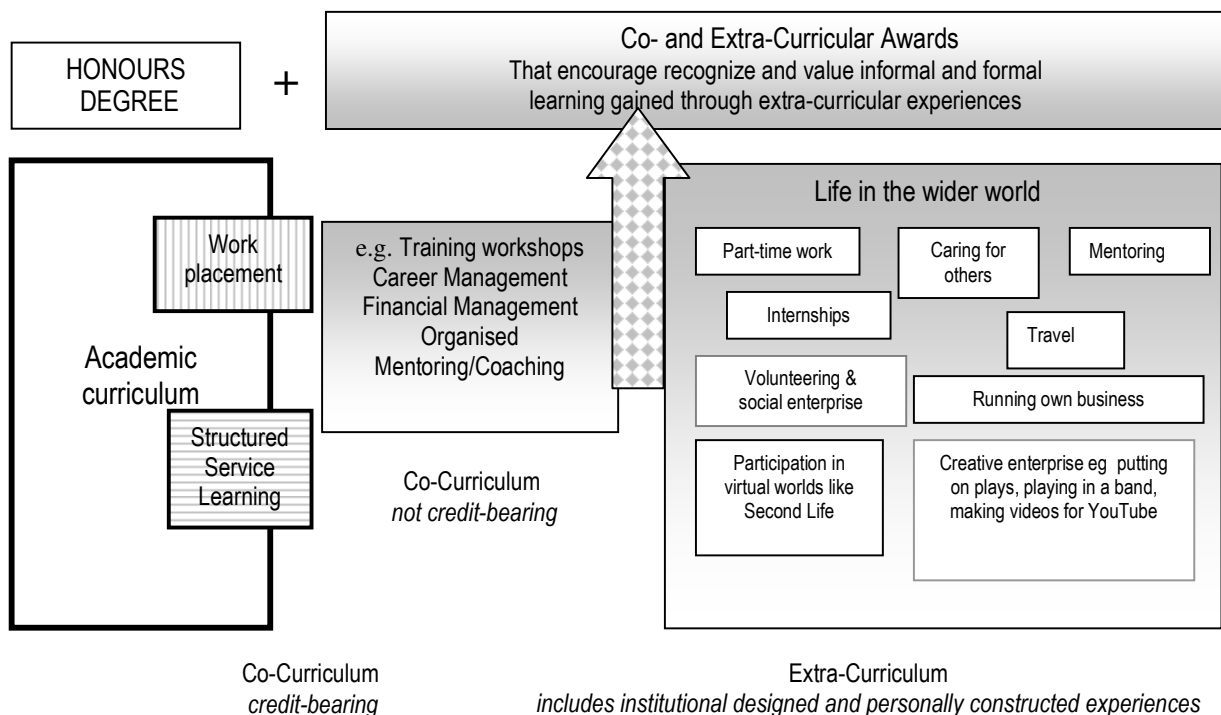 HONOURS
DEGREE
+
Co- and Extra-Curricular Awards
That encourage recognize and value informal and formal
learning gained through extra-curricular experiences
Academic
curriculum
Work
placement
Structured
Service
Learning
e.g. Training workshops
Career Management
Financial Management
Organised
Mentoring/Coaching
Co-Curriculum
not credit-bearing
Life in the wider world
Part-time work
Caring for
others
Mentoring
Internships
Travel
Volunteering &
social enterprise
Running own business
Participation in
virtual worlds like
Second Life
Creative enterprise eg putting
on plays, playing in a band,
making videos for YouTube
Co-Curriculum
credit-bearing
Extra-Curriculum
includes institutional designed and personally constructed experiences